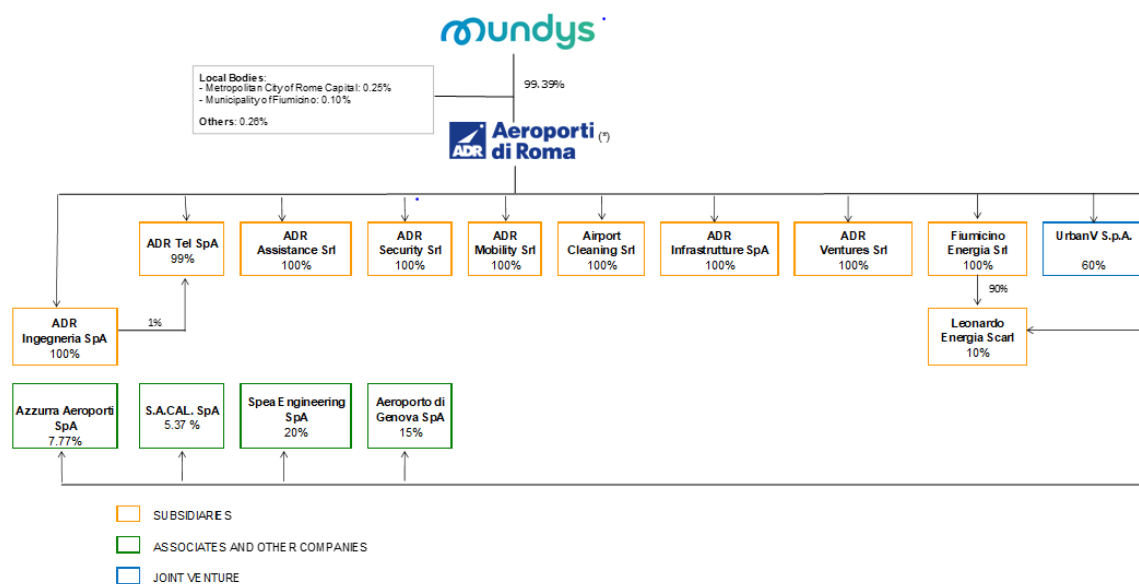 mundys
Local Bodies:
- Metropolitan City of Rome Capital: 0.25%
- Municipality of Fiumicino: 0.10%
Others: 0.26%
99.39%
ADR Aeroporti
di Roma (*)
ADR Tel SpA
99%
ADR
Assistance Srl
100%
ADR
Security Srl
100%
ADR
Mobility Srl
100%
Airport
Cleaning Srl
100%
ADR
Infrastrutture SpA
100%
ADR
Ventures Srl
100%
Fiumicino
Energia Srl
100%
UrbanV S.p.A.
60%
90%
1%
ADR
Ingegneria SpA
100%
Leonardo
Energia Scarl
10%
Azzurra Aeroporti
SpA
7.77%
S.A.CAL. SpA
5.37 %
Spea Engineering
SpA
20%
Aeroporto di
Genova SpA
15%
SUBSIDIARIES
ASSOCIATES AND OTHER COMPANIES
JOINT VENTURE